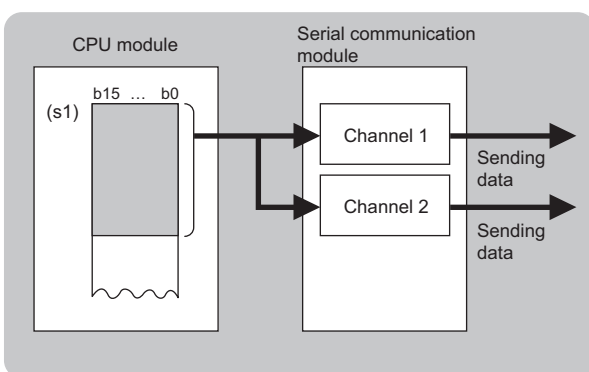 CPU module
Serial communication
module
b15 … b0
(s1)
Channel 1
Sending
data
Channel 2
Sending
data